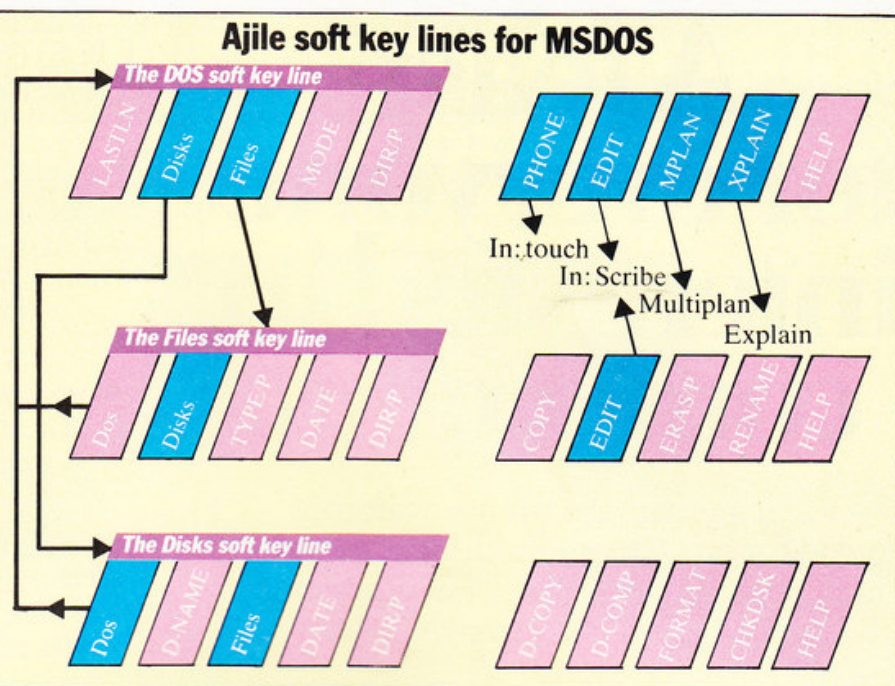 Ajile soft key lines for MSDOS
The DOS soft key line
LASTLN
Disks
Files
MODE
DIR/P
PHONE
EDIT
MPLAN
XPLAIN
HELP
In:touch
In:Scribe
Multiplan
Explain
The Files soft key line
Dos
Disks
TYPE/P
DATE
DIR/P
COPY
EDIT
ERAS/P
RENAME
HELP
The Disks soft key line
Dos
D-NAME
Files
DATE
DIR/P
D-COPY
D-COMP
FORMAT
CHKDSK
HELP